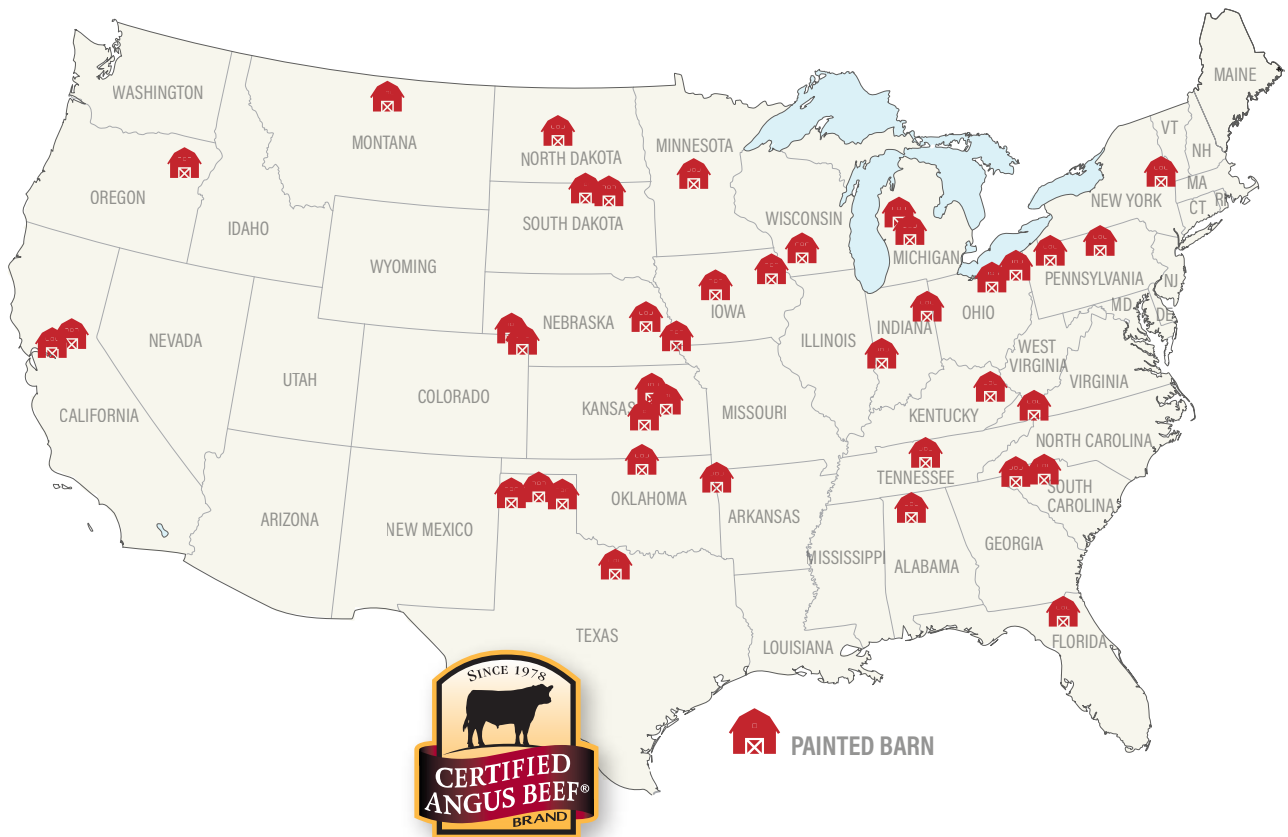 WASHINGTON
MONTANA
NORTH DAKOTA
MINNESOTA
MAINE
VT
NH
OREGON
IDAHO
SOUTH DAKOTA
WISCONSIN
MICHIGAN
NEW YORK
MA
CT
RI
WYOMING
IOWA
PENNSYLVANIA
NJ
NEBRASKA
ILLINOIS
INDIANA
OHIO
MD
DE
NEVADA
UTAH
COLORADO
KANSAS
MISSOURI
KENTUCKY
WEST
VIRGINIA
VIRGINIA
CALIFORNIA
ARIZONA
NEW MEXICO
OKLAHOMA
ARKANSAS
TENNESSEE
NORTH CAROLINA
SOUTH
CAROLINA
MISSISSIPPI
ALABAMA
GEORGIA
TEXAS
LOUISIANA
FLORIDA
SINCE 1978
CERTIFIED
ANGUS BEEF®
BRAND
PAINTED BARN